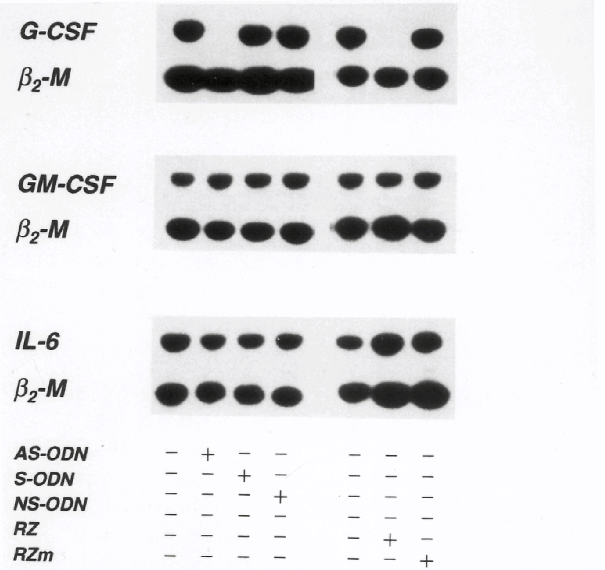 G-CSF
β₂-M
GM-CSF
β₂-M
IL-6
β₂-M
AS-ODN − + − − − − −
S-ODN − − + − − − −
NS-ODN − − − + − − −
RZ − − − − − + −
RZm − − − − − − +